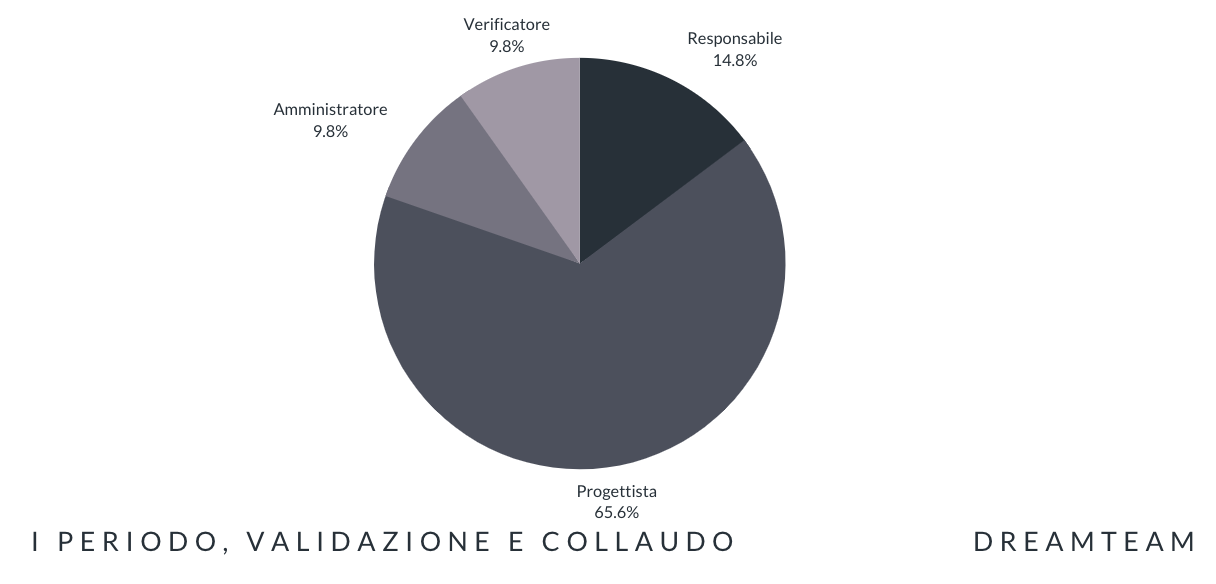 Verificatore
9.8%
Responsabile
14.8%
Amministratore
9.8%
Progettista
65.6%
I PERIODO, VALIDAZIONE E COLLAUDO
DREAMTEAM